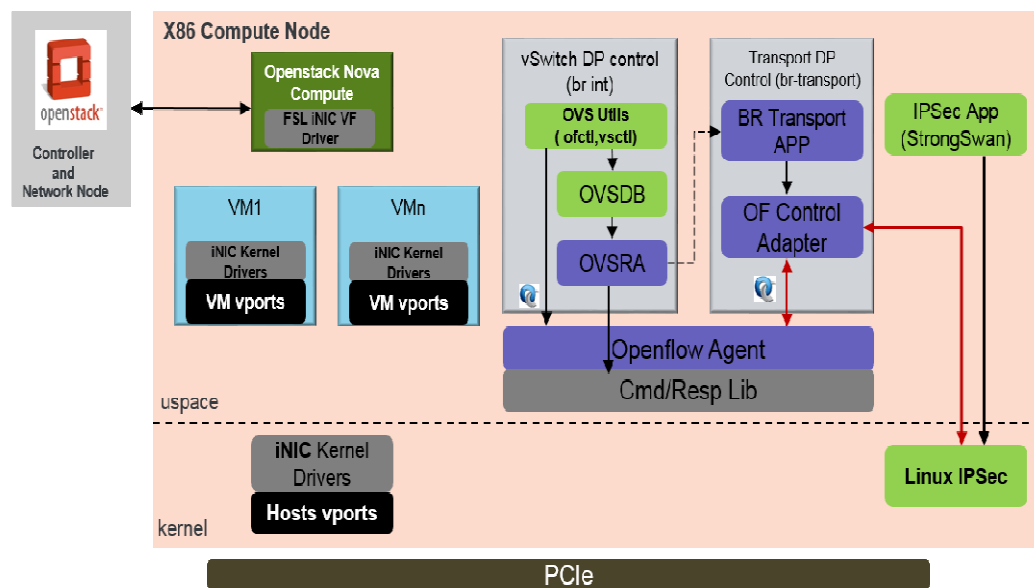 X86 Compute Node
openstack™
Controller
and
Network Node
Openstack Nova
Compute
FSL iNIC VF
Driver
VM1
iNIC Kernel
Drivers
VM vports
VMn
iNIC Kernel
Drivers
VM vports
vSwitch DP control
(br int)
OVS Utils
( ofctl,vsctl)
OVSDB
OVSRA
Transport DP
Control (br-transport)
BR Transport
APP
OF Control
Adapter
IPSec App
(StrongSwan)
Openflow Agent
Cmd/Resp Lib
uspace
iNIC Kernel
Drivers
Hosts vports
Linux IPSec
kernel
PCIe